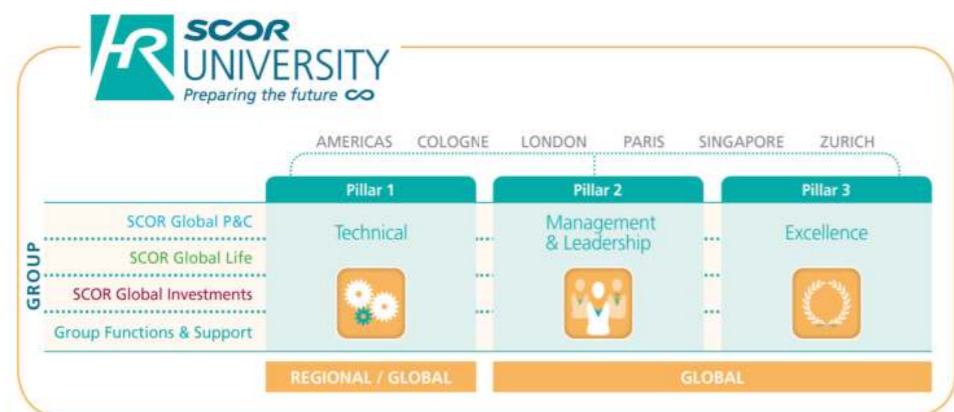 HR SCOR
UNIVERSITY
Preparing the future
AMERICAS COLOGNE LONDON PARIS SINGAPORE ZURICH
Pillar 1 Pillar 2 Pillar 3
GROUP
SCOR Global P&C
SCOR Global Life
SCOR Global Investments
Group Functions & Support
Technical
Management
& Leadership
Excellence
REGIONAL / GLOBAL GLOBAL